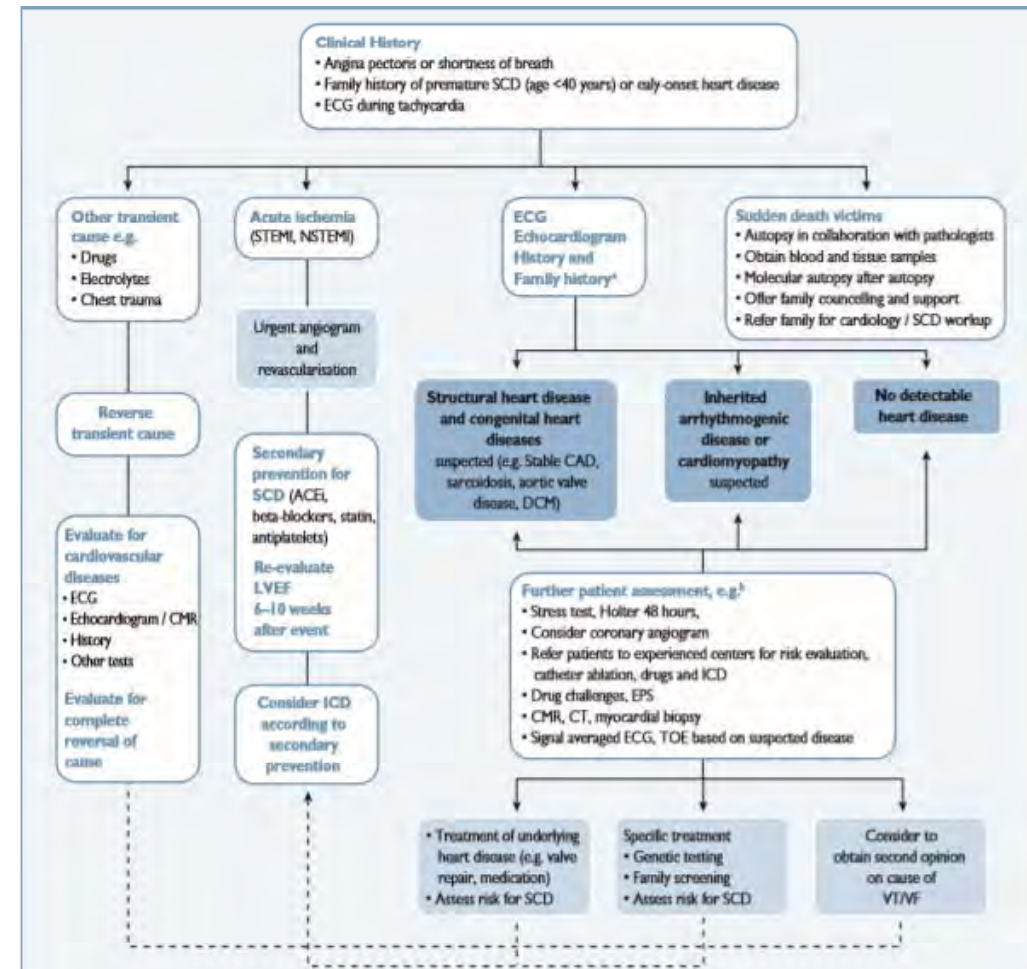 Clinical History
• Angina pectoris or shortness of breath
• Family history of premature SCD (age <40 years) or ealy-onset heart disease
• ECG during tachycardia
Other transient
cause e.g.
• Drugs
• Electrolytes
• Chest trauma
Reverse
transient cause
Evaluate for
cardiovascular
diseases
• ECG
• Echocardiogram / CMR
• History
• Other tests
Evaluate for
complete
reversal of
cause
Acute ischemia
(STEMI, NSTEMI)
Urgent angiogram
and
revascularisation
Secondary
prevention for
SCD (ACEi,
beta-blockers, statin,
antiplatelets)
Re-evaluate
LVEF
6–10 weeks
after event
Consider ICD
according to
secondary
prevention
ECG
Echocardiogram
History and
Family history a
Sudden death victims
• Autopsy in collaboration with pathologists
• Obtain blood and tissue samples
• Molecular autopsy after autopsy
• Offer family councelling and support
• Refer family for cardiology / SCD workup
Structural heart disease
and congenital heart
diseases
suspected (e.g. Stable CAD,
sarcoidosis, aortic valve
disease, DCM)
Inherited
arrhythmogenic
disease or
cardiomyopathy
suspected
No detectable
heart disease
Further patient assessment, e.g. b
• Stress test, Holter 48 hours,
• Consider coronary angiogram
• Refer patients to experienced centers for risk evaluation,
catheter ablation, drugs and ICD
• Drug challenges, EPS
• CMR, CT, myocardial biopsy
• Signal averaged ECG, TOE based on suspected disease
• Treatment of underlying
heart disease (e.g. valve
repair, medication)
• Assess risk for SCD
Specific treatment
• Genetic testing
• Family screening
• Assess risk for SCD
Consider to
obtain second opinion
on cause of
VT/VF